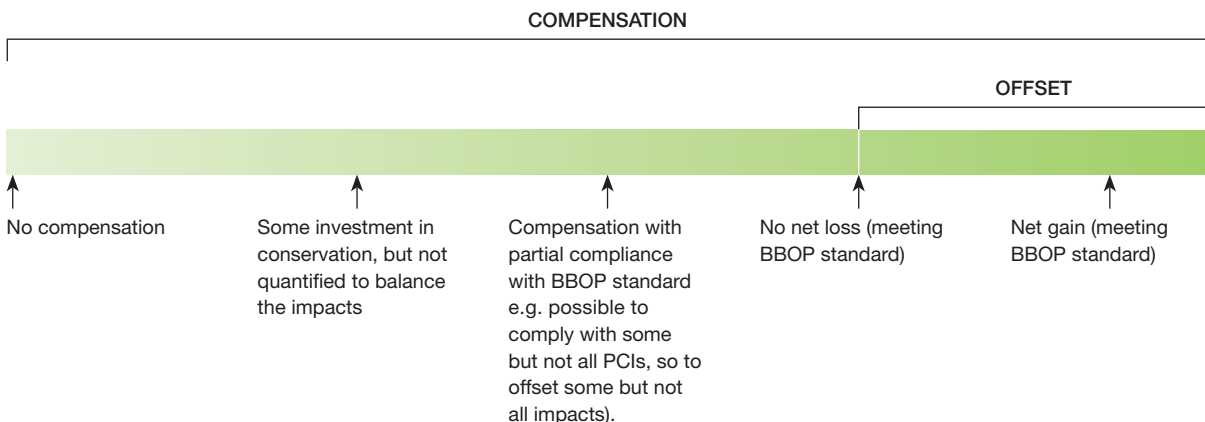 COMPENSATION
OFFSET
No compensation
Some investment in
conservation, but not
quantified to balance
the impacts
Compensation with
partial compliance
with BBOP standard
e.g. possible to
comply with some
but not all PCIs, so to
offset some but not
all impacts).
No net loss (meeting
BBOP standard)
Net gain (meeting
BBOP standard)